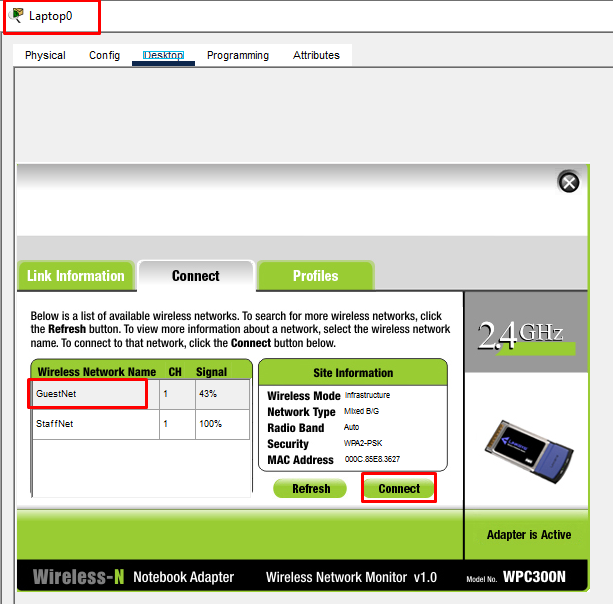 Laptop0
Physical Config Desktop Programming Attributes
Link Information Connect Profiles
Below is a list of available wireless networks. To search for more wireless networks, click
the Refresh button. To view more information about a network, select the wireless network
name. To connect to that network, click the Connect button below.
2.4GHz
Wireless Network Name CH Signal
GuestNet 1 43%
StaffNet 1 100%
Site Information
Wireless Mode Infrastructure
Network Type Mixed B/G
Radio Band Auto
Security WPA2-PSK
MAC Address 000C.85E8.3627
Refresh Connect
Adapter is Active
Wireless-N Notebook Adapter Wireless Network Monitor v1.0 Model No. WPC300N